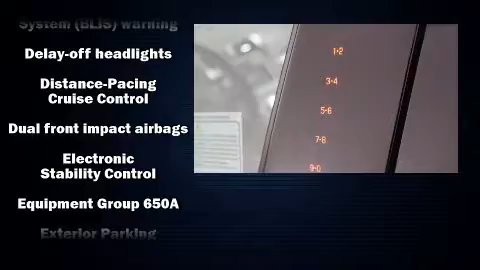 System (BLIS) warning
Delay-off headlights
Distance-Pacing
Cruise Control
Dual front impact airbags
Electronic
Stability Control
Equipment Group 650A
Exterior Parking
1•2
3•4
5•6
7•8
9•0